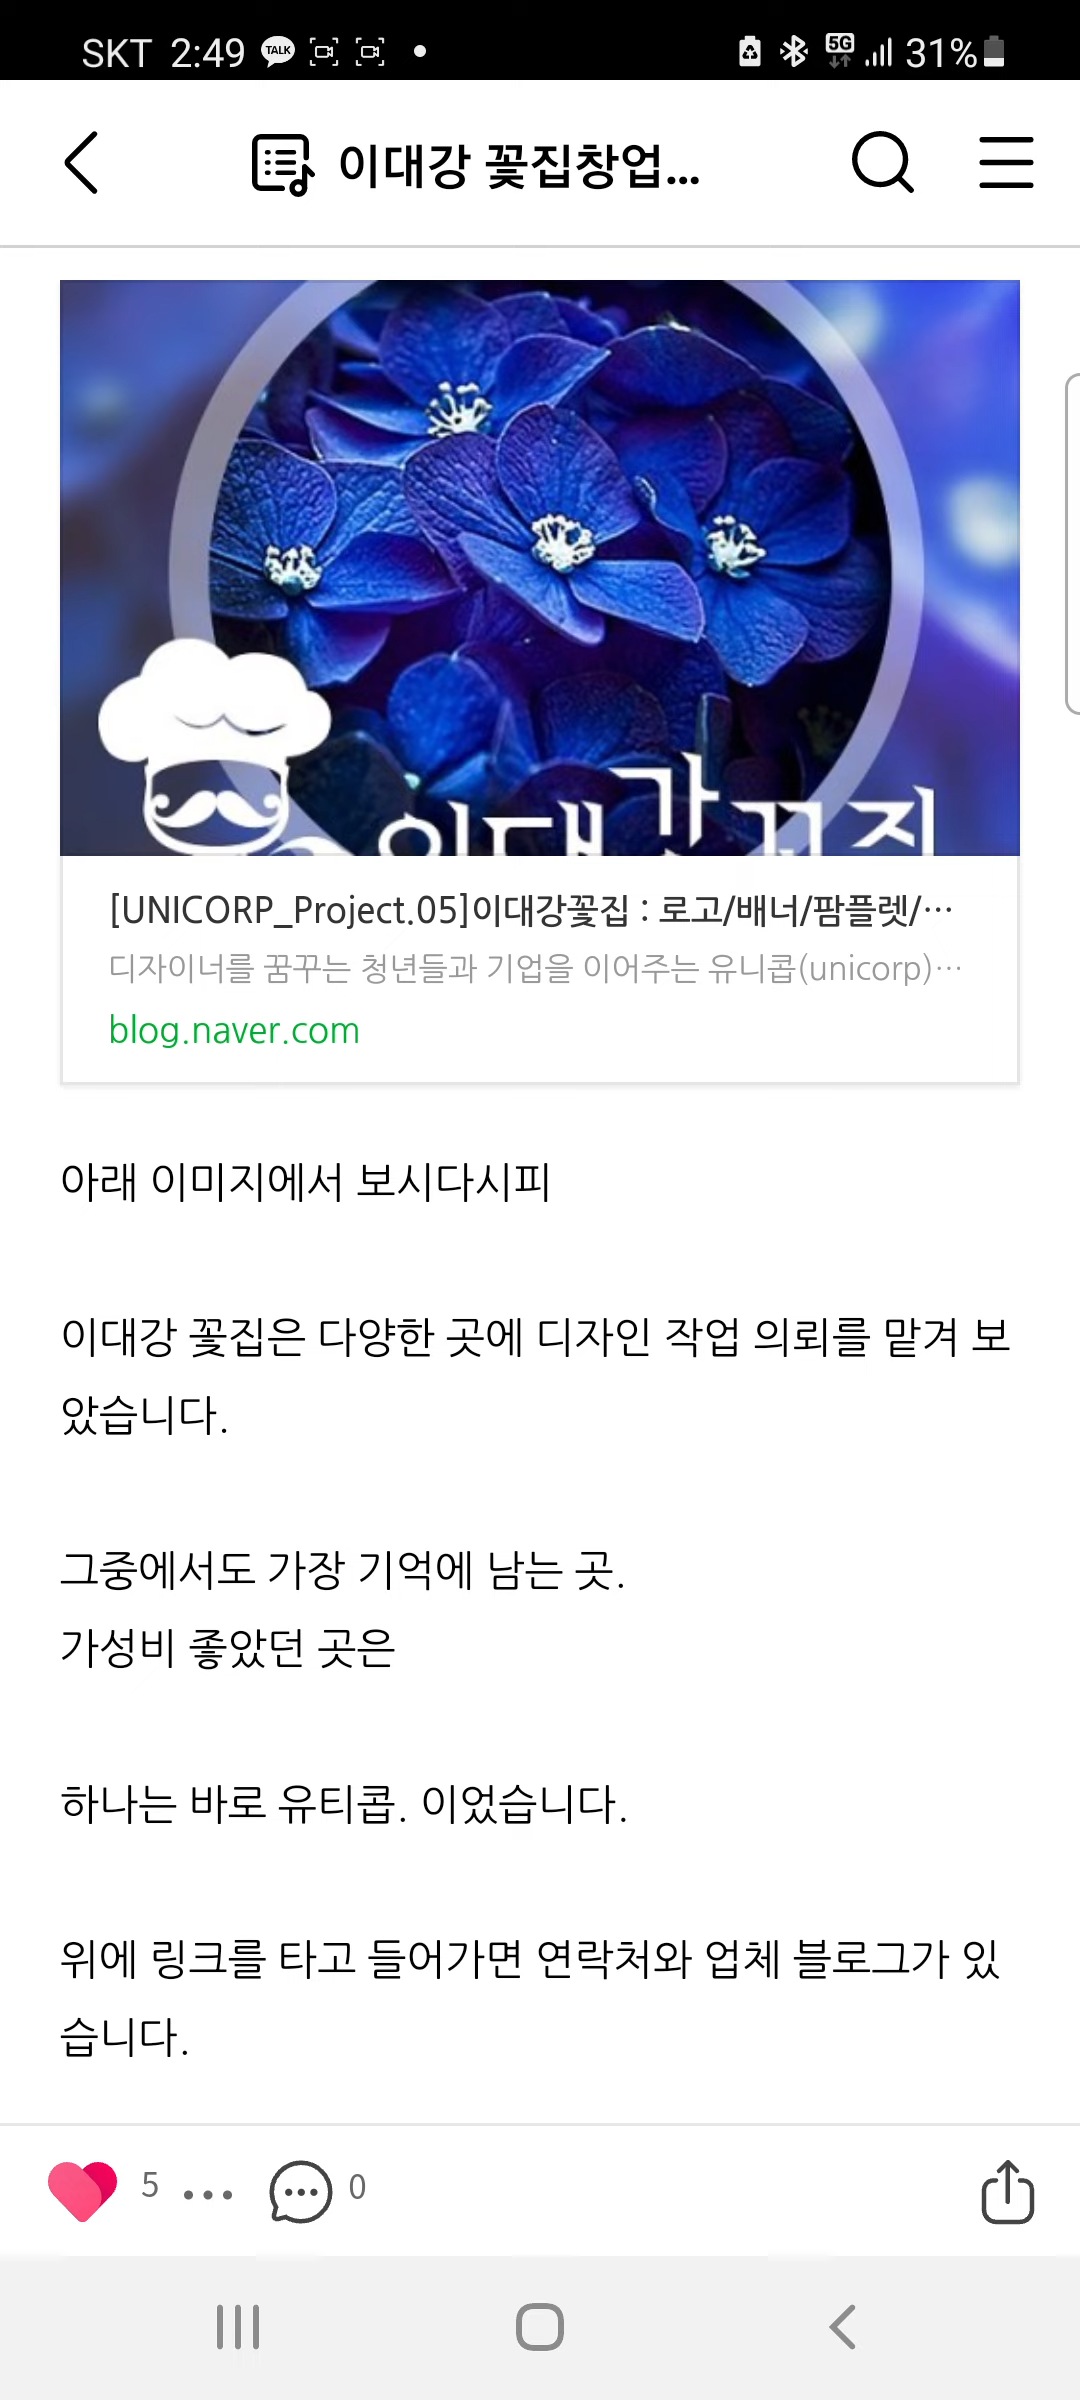 SKT 2:49 TALK 5G 31%
이대강 꽃집창업...
이대강꽃집
[UNICORP_Project.05]이대강꽃집 : 로고/배너/팜플렛/…
디자이너를 꿈꾸는 청년들과 기업을 이어주는 유니콥(unicorp)…
blog.naver.com
아래 이미지에서 보시다시피
이대강 꽃집은 다양한 곳에 디자인 작업 의뢰를 맡겨 보
았습니다.
그중에서도 가장 기억에 남는 곳.
가성비 좋았던 곳은
하나는 바로 유티콥. 이었습니다.
위에 링크를 타고 들어가면 연락처와 업체 블로그가 있
습니다.
5 ... 0